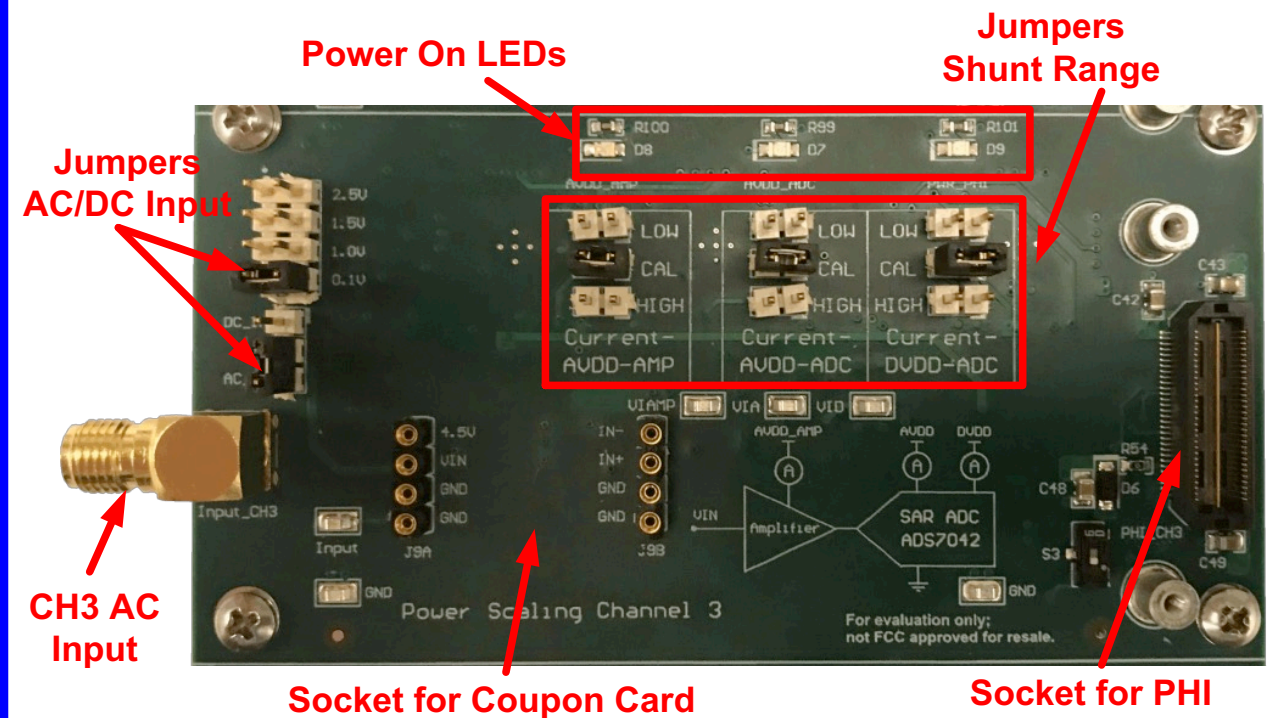 Power On LEDs
Jumpers
Shunt Range
Jumpers
AC/DC Input
R100
R99
R101
D8
D7
D9
AVDD_AMP
AVDD_ADC
PWR_PHI
2.5V
1.5V
1.0V
0.1V
LOW
LOW
LOW
CAL
CAL
CAL
HIGH
HIGH
HIGH
Current-
AVDD-AMP
Current-
AVDD-ADC
Current-
DVDD-ADC
C43
C42
AC
VIAMP
VIA
VID
4.5V
VIN
GND
GND
IN-
IN+
GND
GND
AVDD_AMP
AVDD
DVDD
A
A
A
VIN
Amplifier
SAR ADC
ADS7042
R54
C48
D6
S3
PHI_CH3
C49
Input_CH3
Input
J9A
J9B
GND
GND
Power Scaling Channel 3
For evaluation only;
not FCC approved for resale.
CH3 AC
Input
Socket for Coupon Card
Socket for PHI